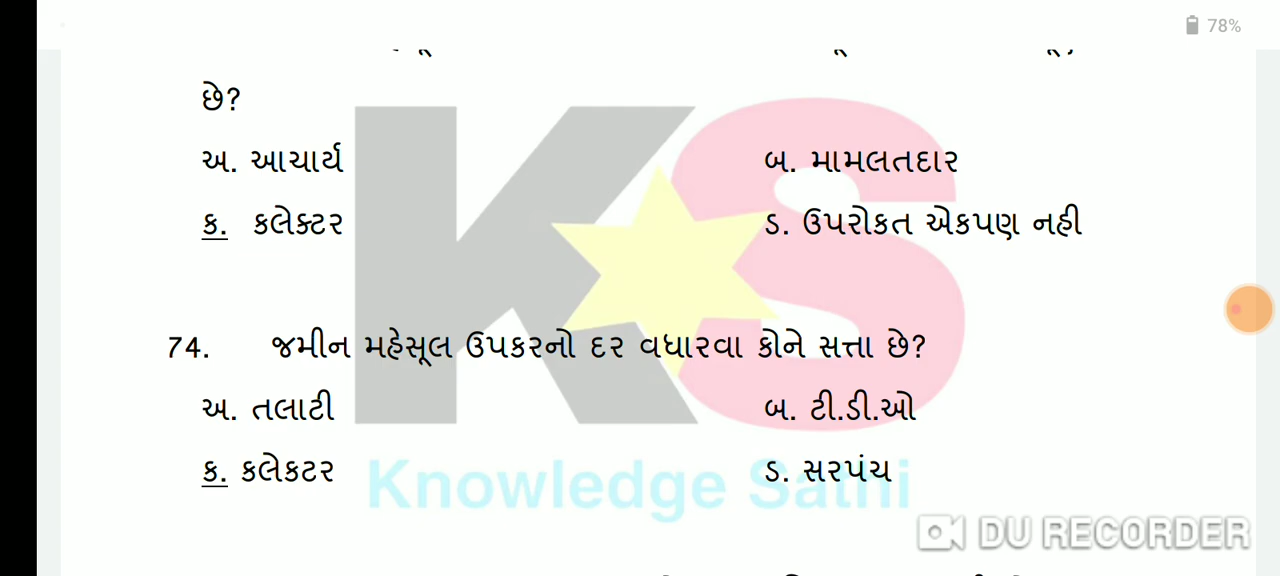 78%
છે?
અ. આચાર્ય બ. મામલતદાર
ક. કલેક્ટર ડ. ઉપરોકત એકપણ નહી
74. જમીન મહેસૂલ ઉપકરનો દર વધારવા કોને સત્તા છે?
અ. તલાટી બ. ટી.ડી.ઓ
ક. કલેકટર ડ. સરપંચ
KS
Knowledge Sathi
DU RECORDER